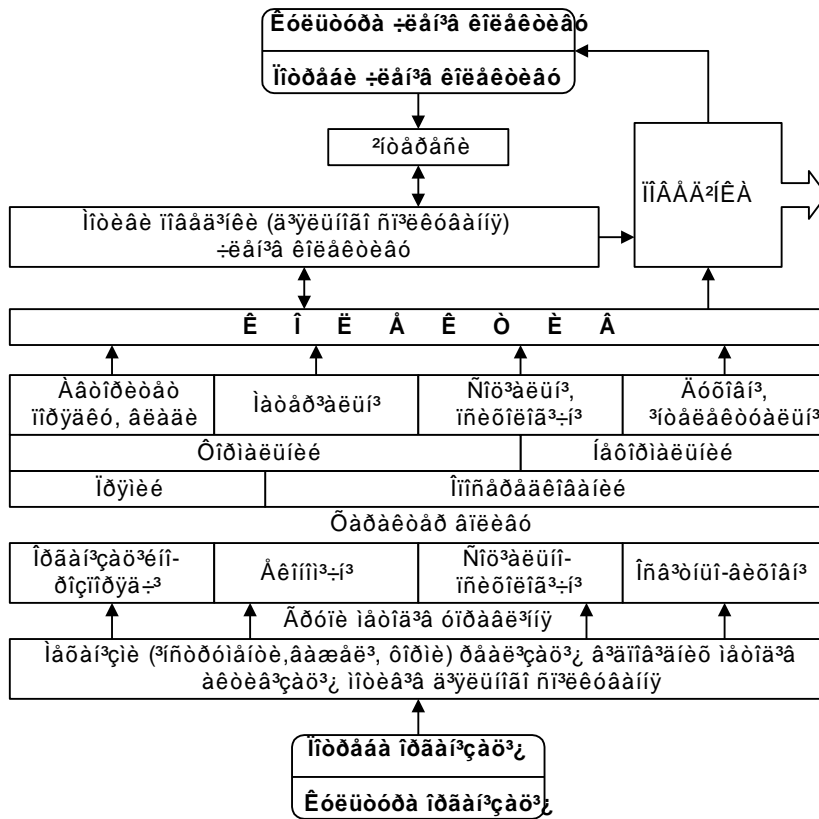 Êóëüòóðà ÷ëåí³â êîëåêòèâó
Ïîòðåáè ÷ëåí³â êîëåêòèâó
²íòåðåñè
ÏÎÂÅÄ²ÍÊÀ
Ìîòèâè ïîâåä³íêè (ä³ÿëüíîãî ñï³ëêóâàííÿ)
÷ëåí³â êîëåêòèâó
Ê Î Ë Å Ê Ò È Â
Àâòîðèòåò
ïîðÿäêó, âëàäè
Ìàòåð³àëüí³
Ñîö³àëüí³,
ïñèõîëîã³÷í³
Äóõîâí³,
³íòåëåêòóàëüí³
Ôîðìàëüíèé
Íåôîðìàëüíèé
Ïðÿìèé
Îïîñåðåäêîâàíèé
Õàðàêòåð âïëèâó
Îðãàí³çàö³éíî-
ðîçïîðÿä÷³
Åêîíîì³÷í³
Ñîö³àëüíî-
ïñèõîëîã³÷í³
Îñâ³òíüî-âèõîâí³
Ãðóïè ìåòîä³â óïðàâë³ííÿ
Ìåõàí³çìè (³íñòðóìåíòè,âàæåë³, ôîðìè) ðåàë³çàö³¿ â³äïîâ³äíèõ ìåòîä³â
àêòèâ³çàö³¿ ìîòèâ³â ä³ÿëüíîãî ñï³ëêóâàííÿ
Ïîòðåáà îðãàí³çàö³¿
Êóëüòóðà îðãàí³çàö³¿